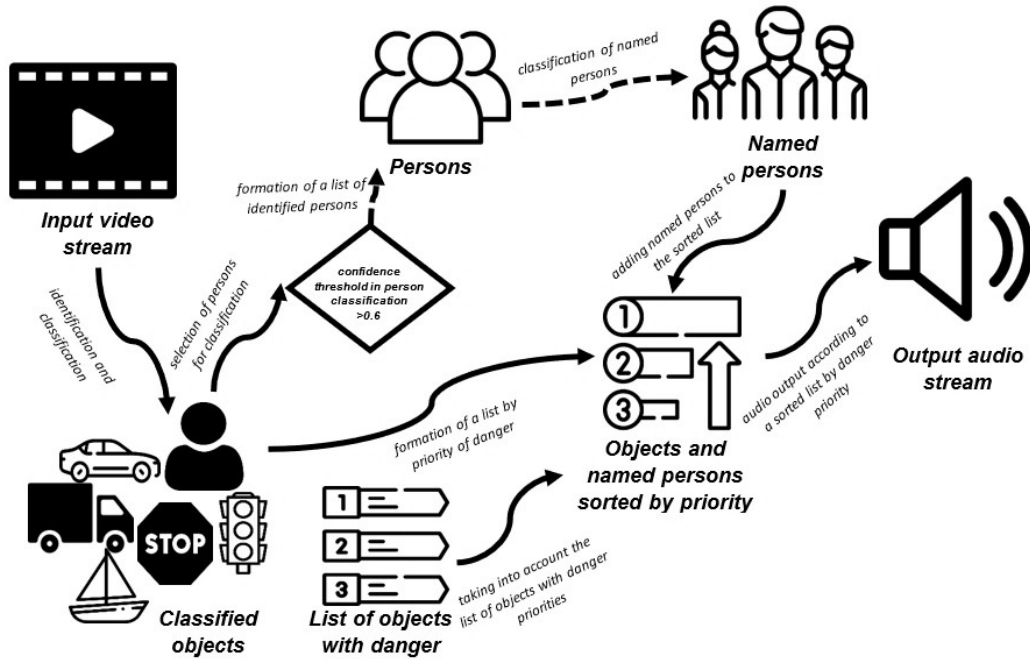 Input video
stream
identification and
classification
selection of persons
for classification
confidence
threshold in person
classification
>0.6
formation of a list of
identified persons
Persons
classification of named
persons
Named
persons
adding named persons to
the sorted list
1
2
3
Objects and
named persons
sorted by priority
audio output according to
a sorted list by danger
priority
Output audio
stream
formation of a list by
priority of danger
STOP
Classified
objects
1
2
3
List of objects
with danger
taking into account the
list of objects with danger
priorities